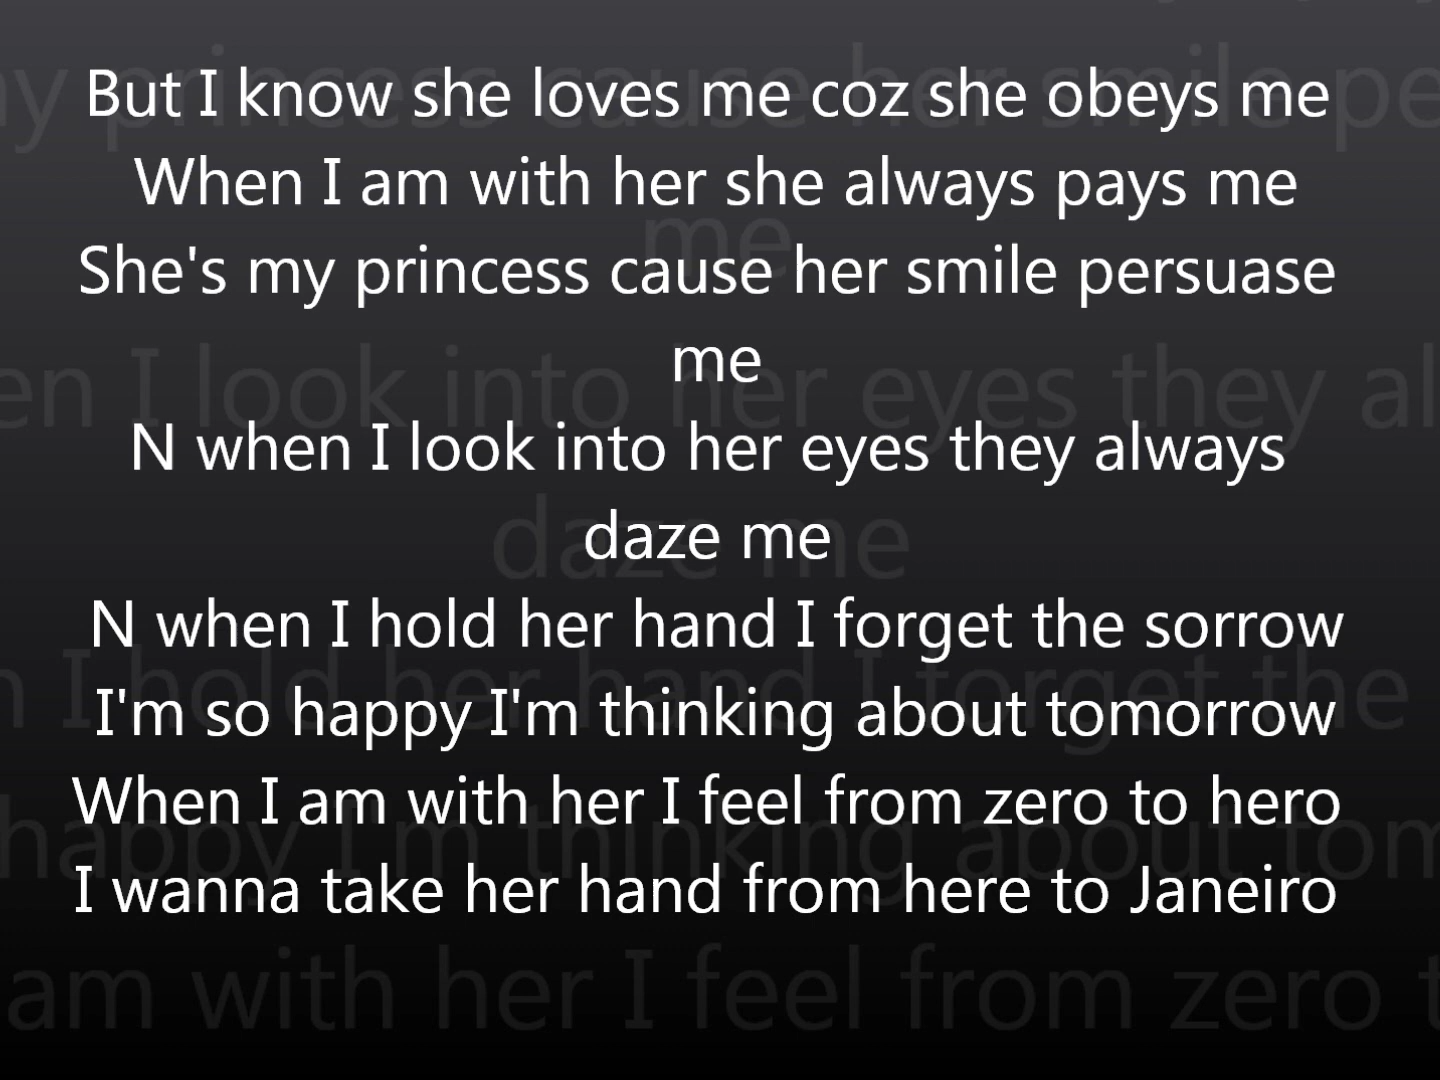 But I know she loves me coz she obeys me
When I am with her she always pays me
She's my princess cause her smile persuase
me
N when I look into her eyes they always
daze me
N when I hold her hand I forget the sorrow
I'm so happy I'm thinking about tomorrow
When I am with her I feel from zero to hero
I wanna take her hand from here to Janeiro